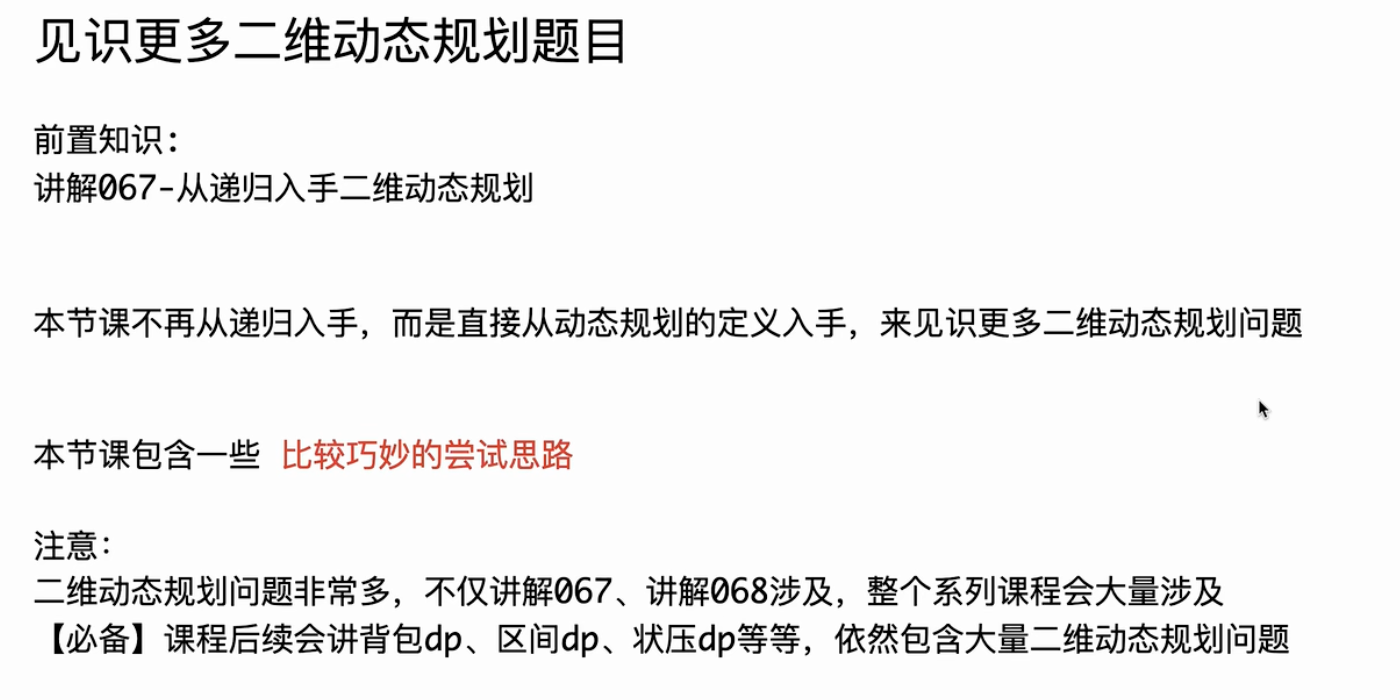 见识更多二维动态规划题目
前置知识：
讲解067-从递归入手二维动态规划
本节课不再从递归入手，而是直接从动态规划的定义入手，来见识更多二维动态规划问题
本节课包含一些 比较巧妙的尝试思路
注意：
二维动态规划问题非常多，不仅讲解067、讲解068涉及，整个系列课程会大量涉及
【必备】课程后续会讲背包dp、区间dp、状压dp等等，依然包含大量二维动态规划问题